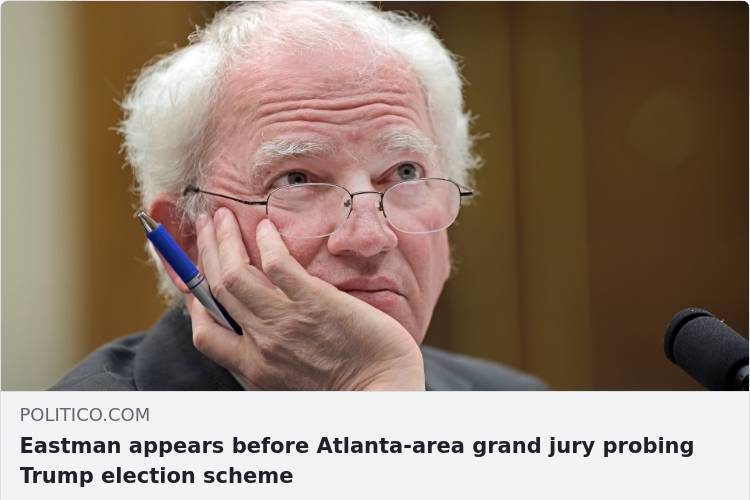 POLITICO.COM
Eastman appears before Atlanta-area grand jury probing
Trump election scheme